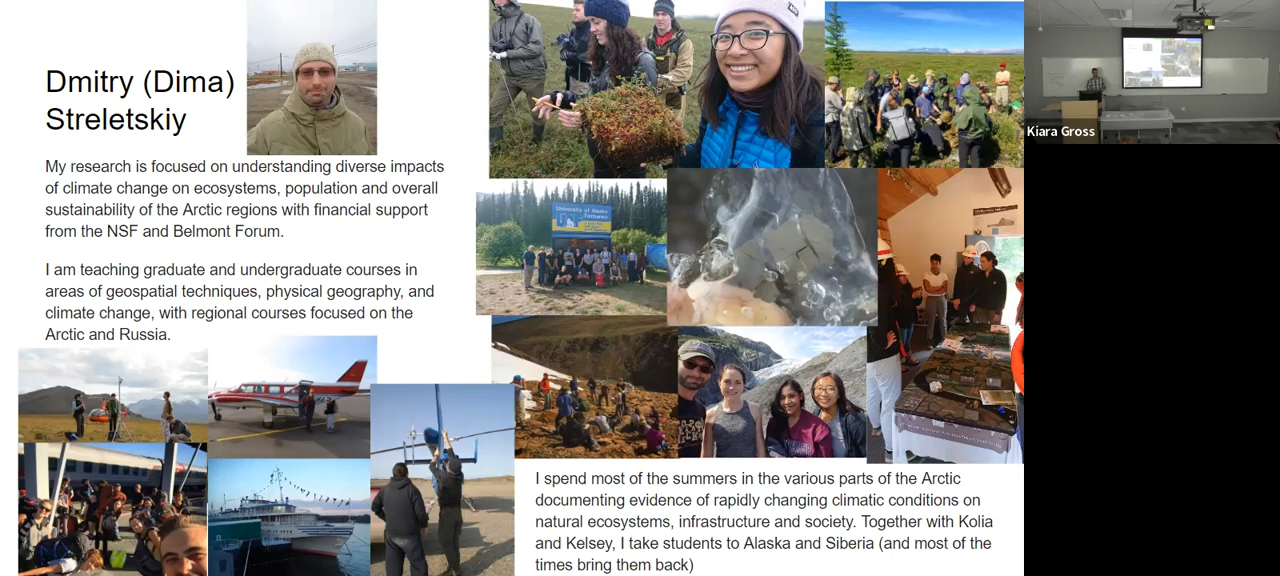 Dmitry (Dima)
Streletskiy
My research is focused on understanding diverse impacts
of climate change on ecosystems, population and overall
sustainability of the Arctic regions with financial support
from the NSF and Belmont Forum.
I am teaching graduate and undergraduate courses in
areas of geospatial techniques, physical geography, and
climate change, with regional courses focused on the
Arctic and Russia.
University of Alaska
Fairbanks
I spend most of the summers in the various parts of the Arctic
documenting evidence of rapidly changing climatic conditions on
natural ecosystems, infrastructure and society. Together with Kolia
and Kelsey, I take students to Alaska and Siberia (and most of the
times bring them back)
Kiara Gross